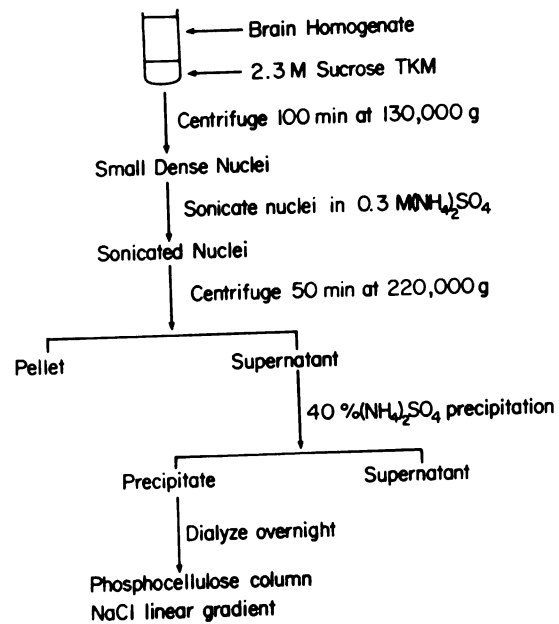 Brain Homogenate
2.3 M Sucrose TKM
Centrifuge 100 min at 130,000 g
Small Dense Nuclei
Sonicate nuclei in 0.3 M(NH₄)₂SO₄
Sonicated Nuclei
Centrifuge 50 min at 220,000 g
Pellet Supernatant
40 %(NH₄)₂SO₄ precipitation
Precipitate Supernatant
Dialyze overnight
Phosphocellulose column
NaCl linear gradient